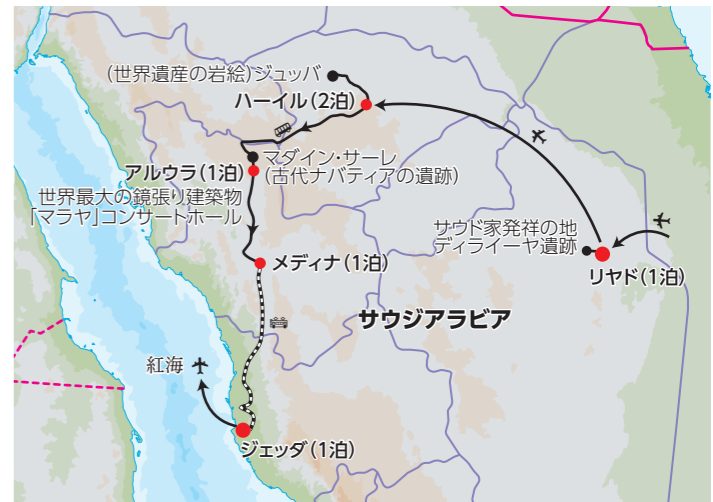 (世界遺産の岩絵)ジュッバ
ハーイル(2泊)
マダイン・サーレ
(古代ナバティアの遺跡)
アルウラ(1泊)
世界最大の鏡張り建築物
「マラヤ」コンサートホール
サウド家発祥の地
ディライーヤ遺跡
リヤド(1泊)
メディナ(1泊)
サウジアラビア
紅海
ジェッダ(1泊)